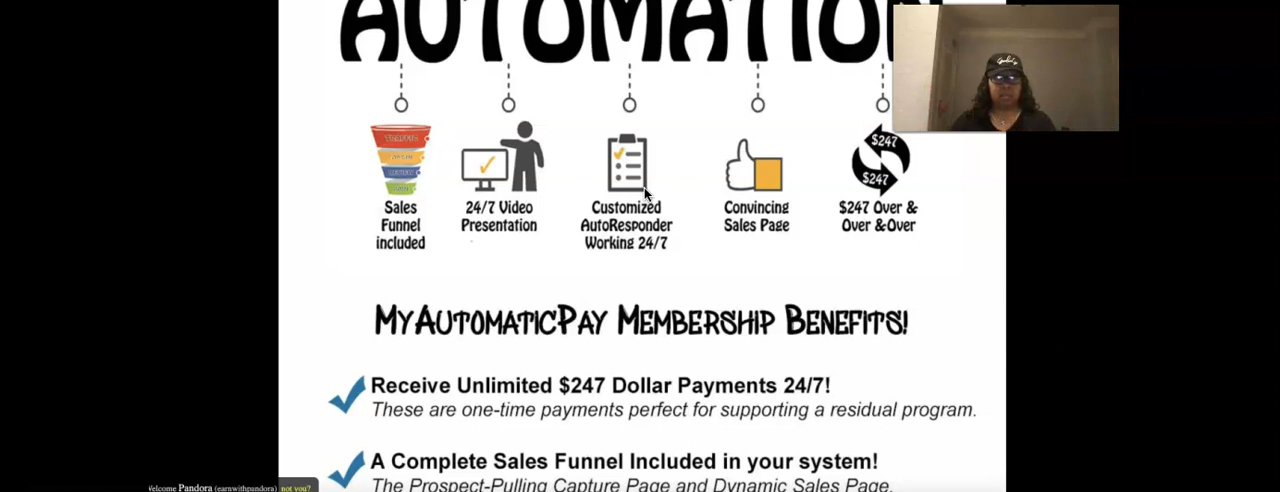 AUTOMATION
$247
$247
Sales
Funnel
included
24/7 Video
Presentation
Customized
AutoResponder
Working 24/7
Convincing
Sales Page
$247 Over &
Over &Over
MyAutomaticPay Membership Benefits!
Receive Unlimited $247 Dollar Payments 24/7!
These are one-time payments perfect for supporting a residual program.
A Complete Sales Funnel Included in your system!
The Prospect-Pulling Capture Page and Dynamic Sales Page.
Pandora (earnwithpandora) not you?